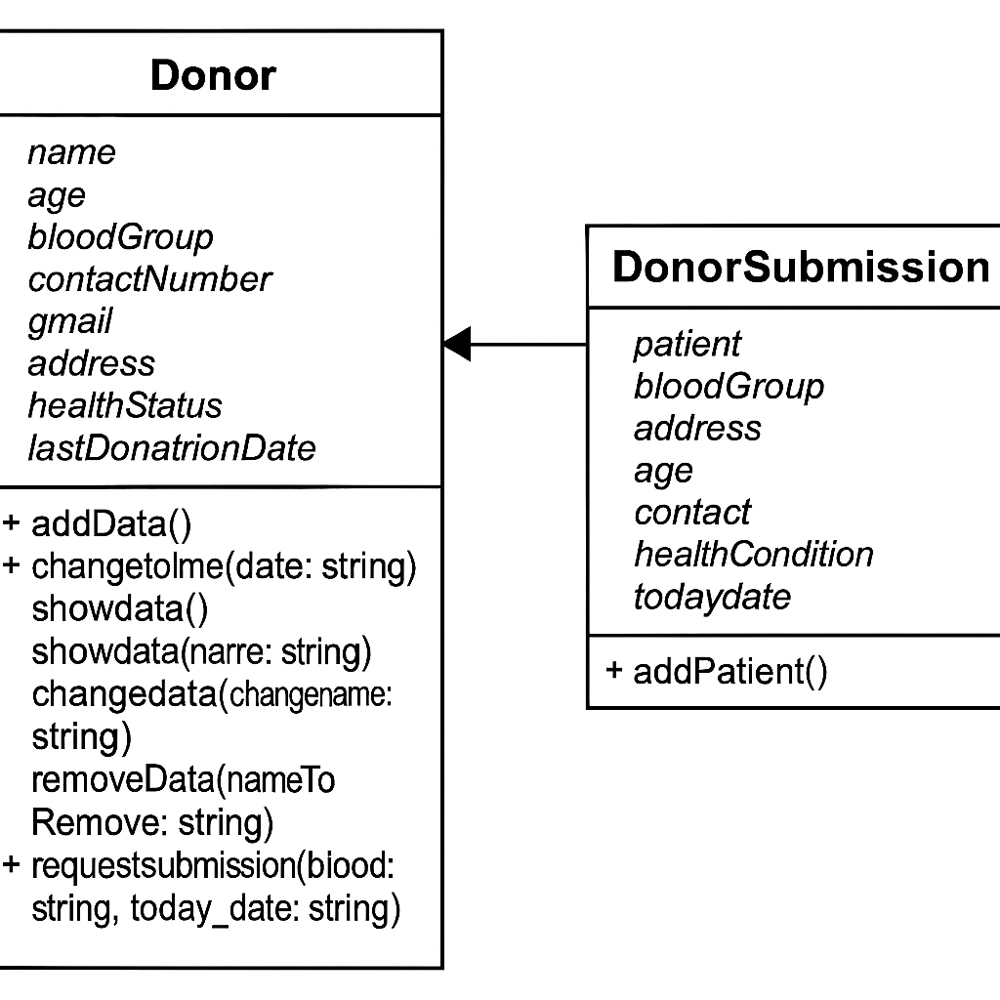 Donor
name
age
bloodGroup
contactNumber
gmail
address
healthStatus
lastDonatrionDate
+ addData()
+ changetolme(date: string)
showdata()
showdata(narre: string)
changedata(changename:
string)
removeData(nameTo
Remove: string)
+ requestsubmission(biood:
string, today_date: string)
DonorSubmission
patient
bloodGroup
address
age
contact
healthCondition
todaydate
+ addPatient()